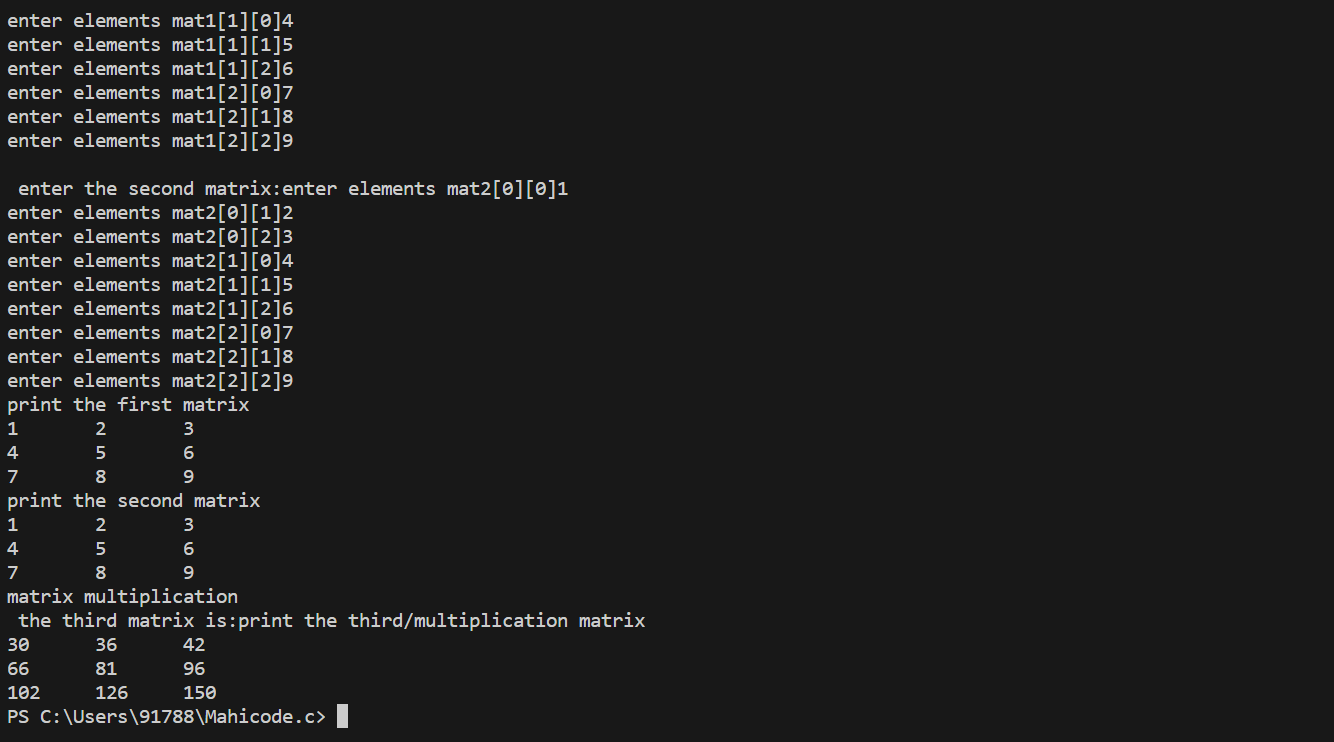 enter elements mat1[1][0]4
enter elements mat1[1][1]5
enter elements mat1[1][2]6
enter elements mat1[2][0]7
enter elements mat1[2][1]8
enter elements mat1[2][2]9

 enter the second matrix:enter elements mat2[0][0]1
enter elements mat2[0][1]2
enter elements mat2[0][2]3
enter elements mat2[1][0]4
enter elements mat2[1][1]5
enter elements mat2[1][2]6
enter elements mat2[2][0]7
enter elements mat2[2][1]8
enter elements mat2[2][2]9
print the first matrix
1       2       3
4       5       6
7       8       9
print the second matrix
1       2       3
4       5       6
7       8       9
matrix multiplication
 the third matrix is:print the third/multiplication matrix
30      36      42
66      81      96
102     126     150
PS C:\Users\91788\Mahicode.c>